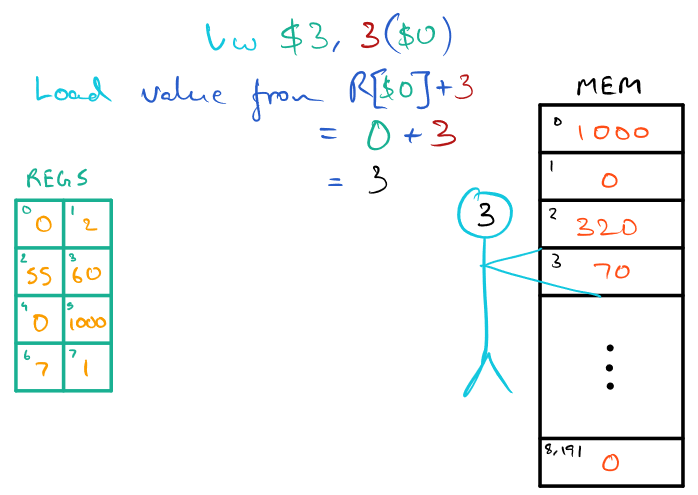 Lw $3, 3($0)
Load value from R[$0]+3
= 0 + 3
= 3
REGS
0 0 1 2
2 55 3 60
4 0 5 1000
6 7 7 1
3
MEM
0 1000
1 0
2 320
3 70
8,191 0